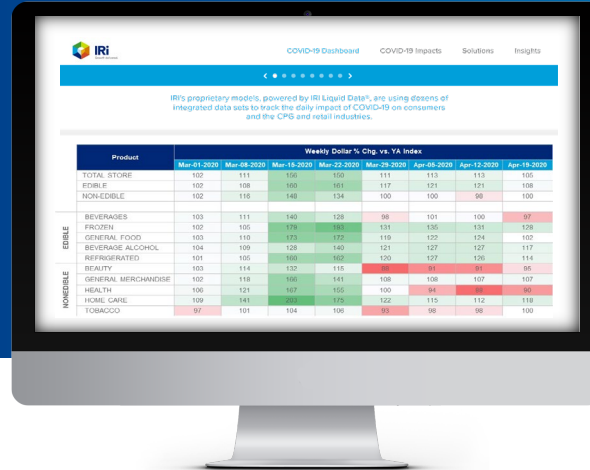 IRi
COVID-19 Dashboard COVID-19 Impacts Solutions Insights
IRI's proprietary models, powered by IRI Liquid Data®, are using dozens of
integrated data sets to track the daily impact of COVID-19 on consumers
and the CPG and retail industries.
Product Weekly Dollar % Chg. vs. YA Index
Mar-01-2020 Mar-08-2020 Mar-15-2020 Mar-22-2020 Mar-29-2020 Apr-05-2020 Apr-12-2020 Apr-19-2020
TOTAL STORE 102 111 156 150 111 113 113 105
EDIBLE 102 108 160 161 117 121 121 108
NON-EDIBLE 102 116 148 134 100 100 98 100
EDIBLE
BEVERAGES 103 111 140 128 98 101 100 97
FROZEN 102 105 179 183 131 135 131 128
GENERAL FOOD 103 110 173 172 119 122 124 102
BEVERAGE ALCOHOL 104 109 128 140 121 127 127 117
REFRIGERATED 101 105 160 162 120 127 126 114
NONEDIBLE
BEAUTY 103 114 132 115 81 81 95
GENERAL MERCHANDISE 102 118 166 141 108 108 107 107
HEALTH 106 121 167 155 100 94 90
HOME CARE 109 141 203 175 122 115 112 118
TOBACCO 97 101 104 106 93 98 98 100